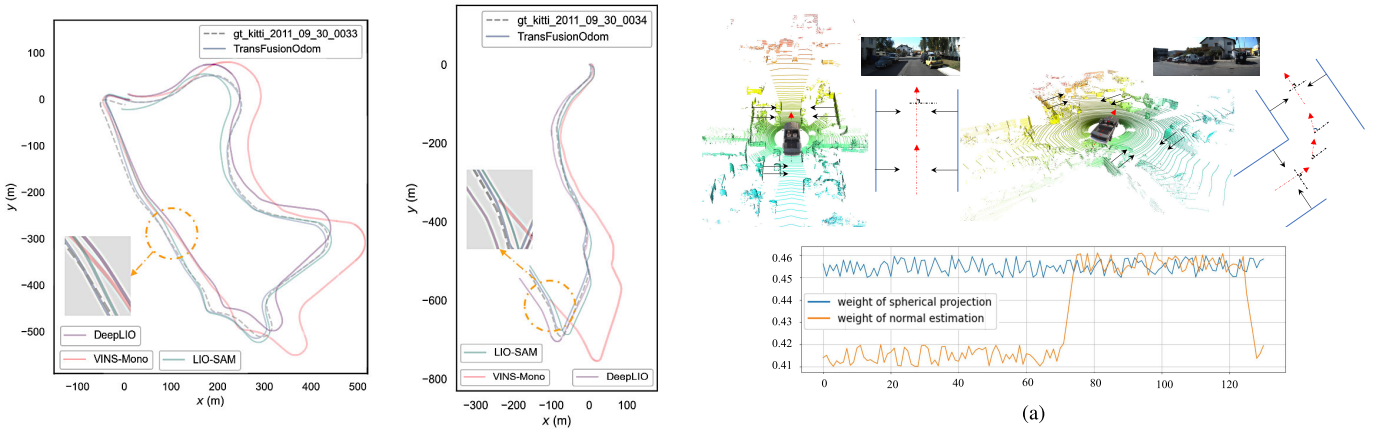 gt_kitti_2011_09_30_0033
TransFusionOdom
100
0
−100
−200
−300
−400
−500
y (m)
DeepLIO
VINS-Mono
LIO-SAM
−100
0
100
200
300
400
500
x (m)
gt_kitti_2011_09_30_0034
TransFusionOdom
0
−200
−400
−600
−800
y (m)
LIO-SAM
VINS-Mono
DeepLIO
−300
−200
−100
0
100
x (m)
0.46
0.45
0.44
0.43
0.42
0.41
weight of spherical projection
weight of normal estimation
0
20
40
60
80
100
120
(a)